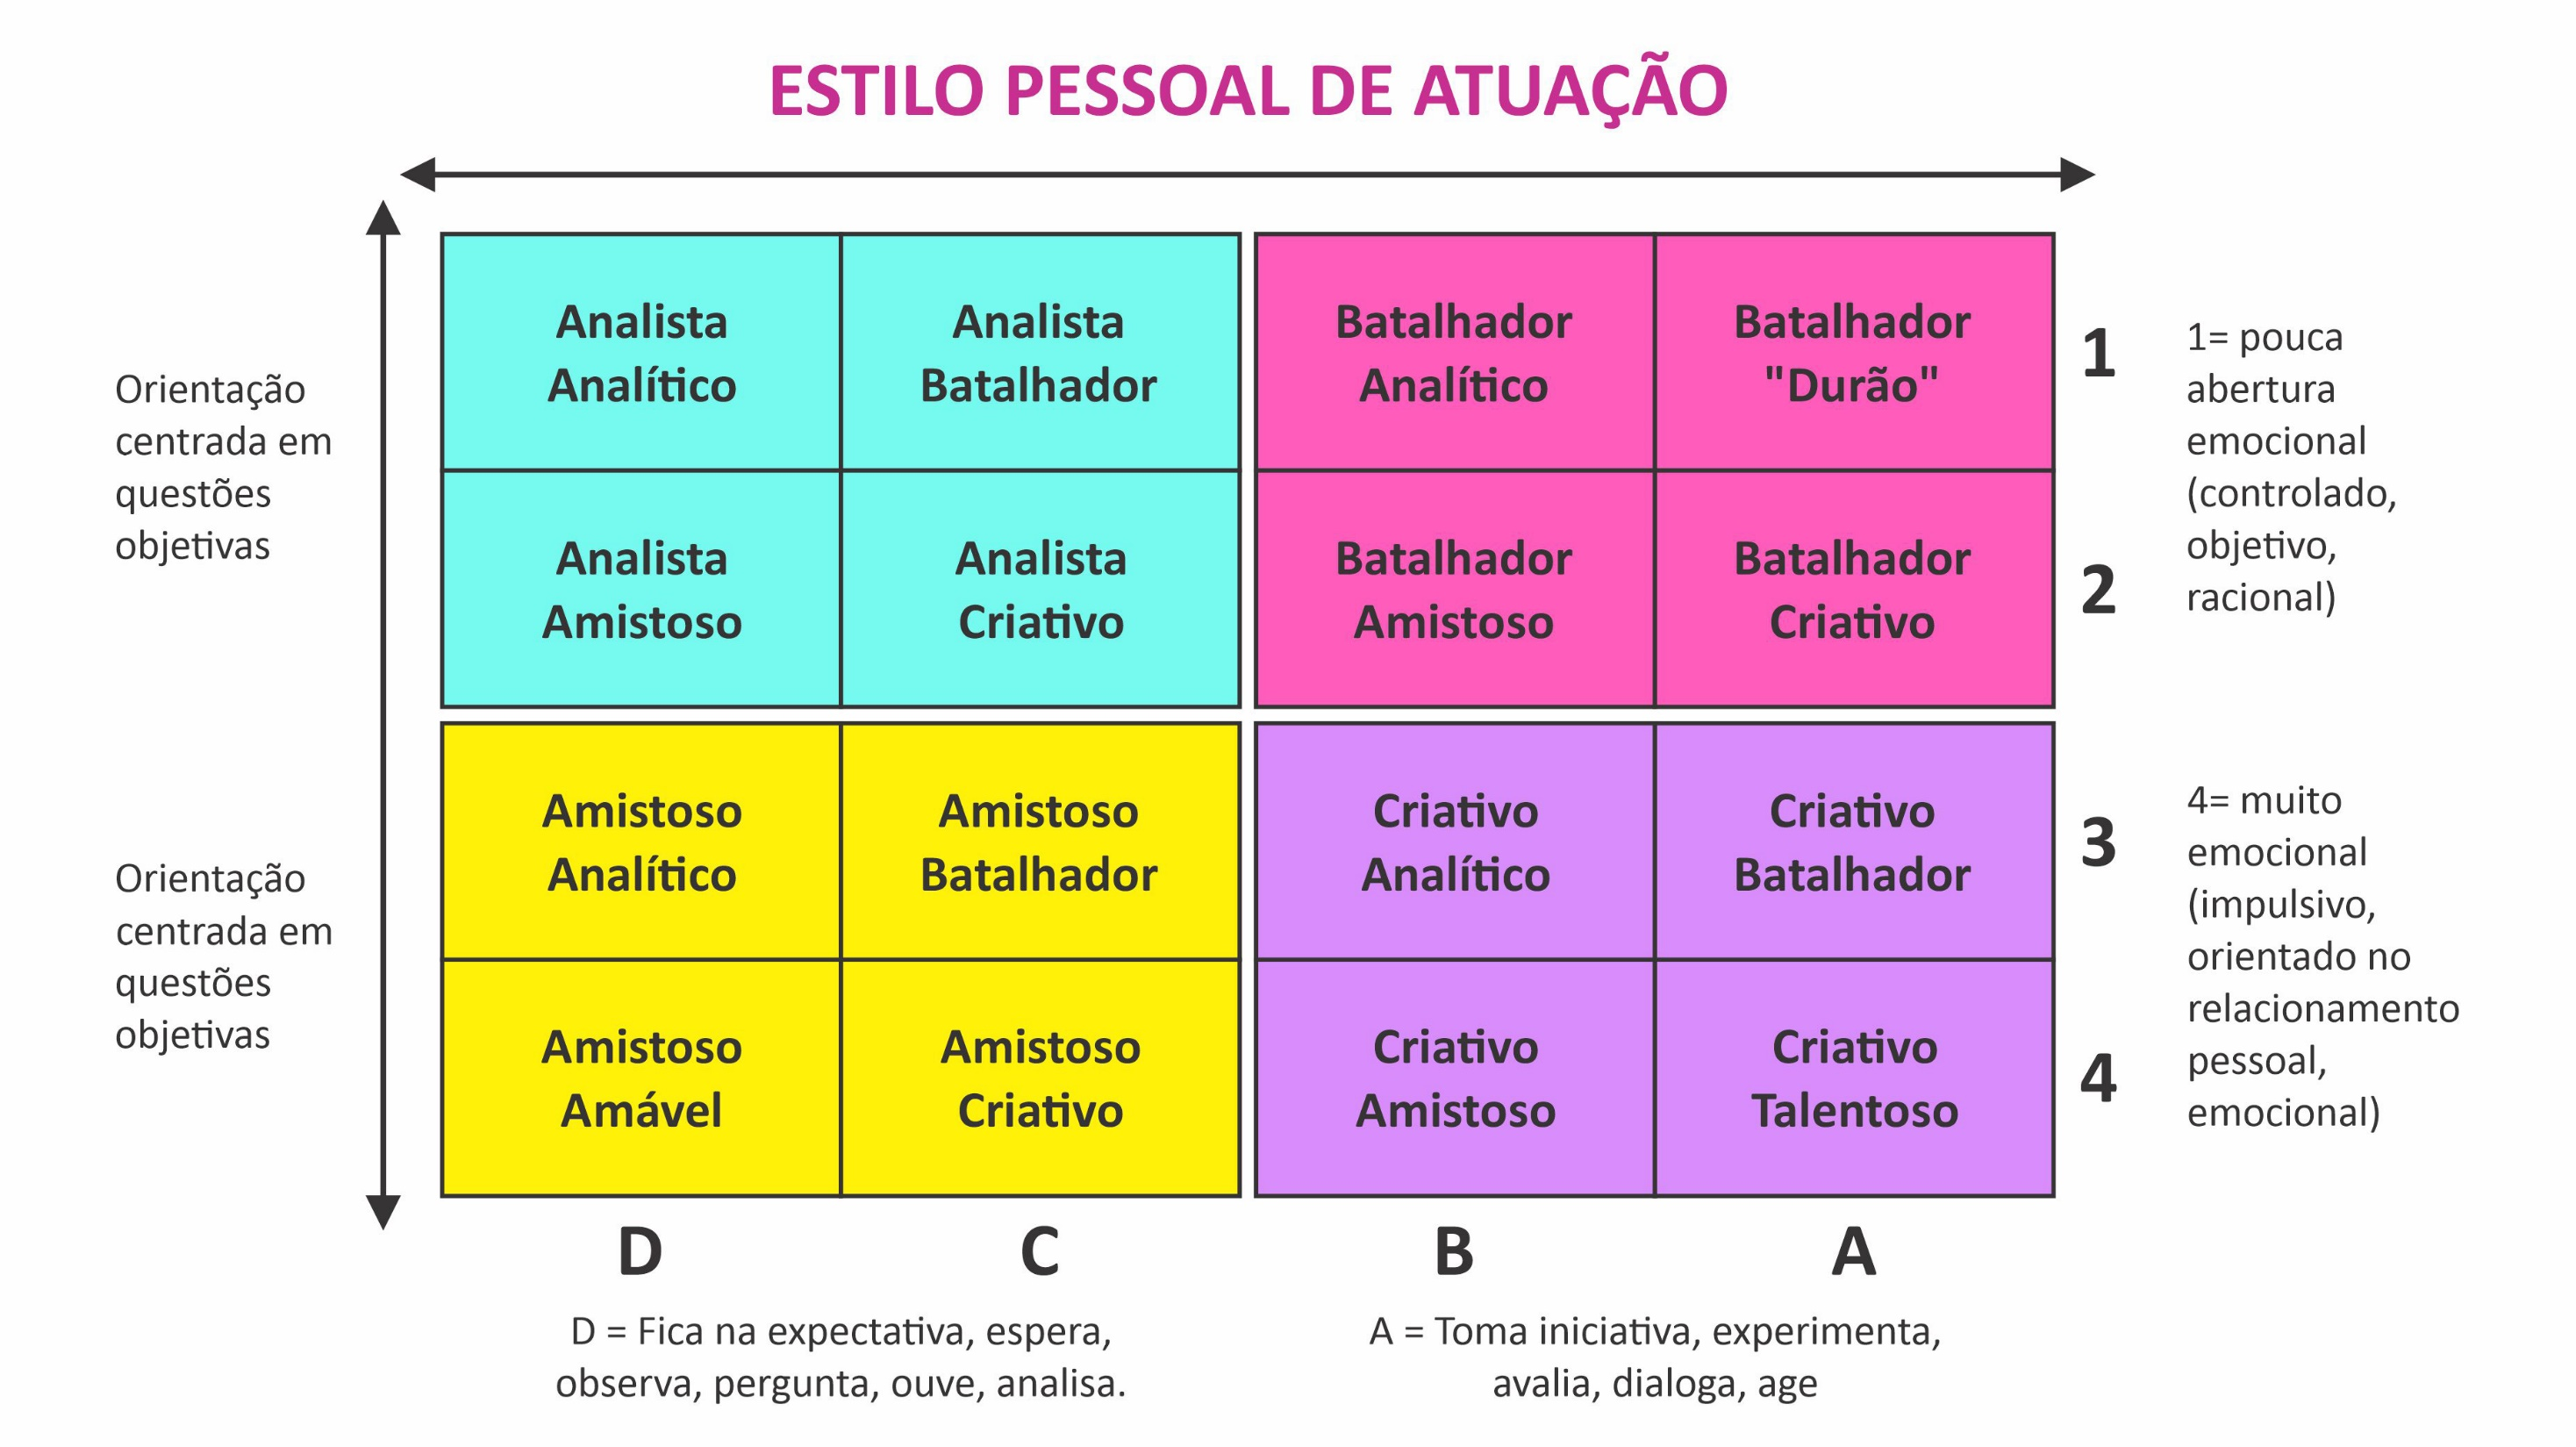 ESTILO PESSOAL DE ATUAÇÃO
Orientação
centrada em
questões
objetivas
Orientação
centrada em
questões
objetivas
Analista
Analítico
Analista
Batalhador
Batalhador
Analítico
Batalhador
"Durão"
1
Analista
Amistoso
Analista
Criativo
Batalhador
Amistoso
Batalhador
Criativo
2
Amistoso
Analítico
Amistoso
Batalhador
Criativo
Analítico
Criativo
Batalhador
3
Amistoso
Amável
Amistoso
Criativo
Criativo
Amistoso
Criativo
Talentoso
4
1= pouca
abertura
emocional
(controlado,
objetivo,
racional)
4= muito
emocional
(impulsivo,
orientado no
relacionamento
pessoal,
emocional)
D
C
B
A
D = Fica na expectativa, espera,
observa, pergunta, ouve, analisa.
A = Toma iniciativa, experimenta,
avalia, dialoga, age